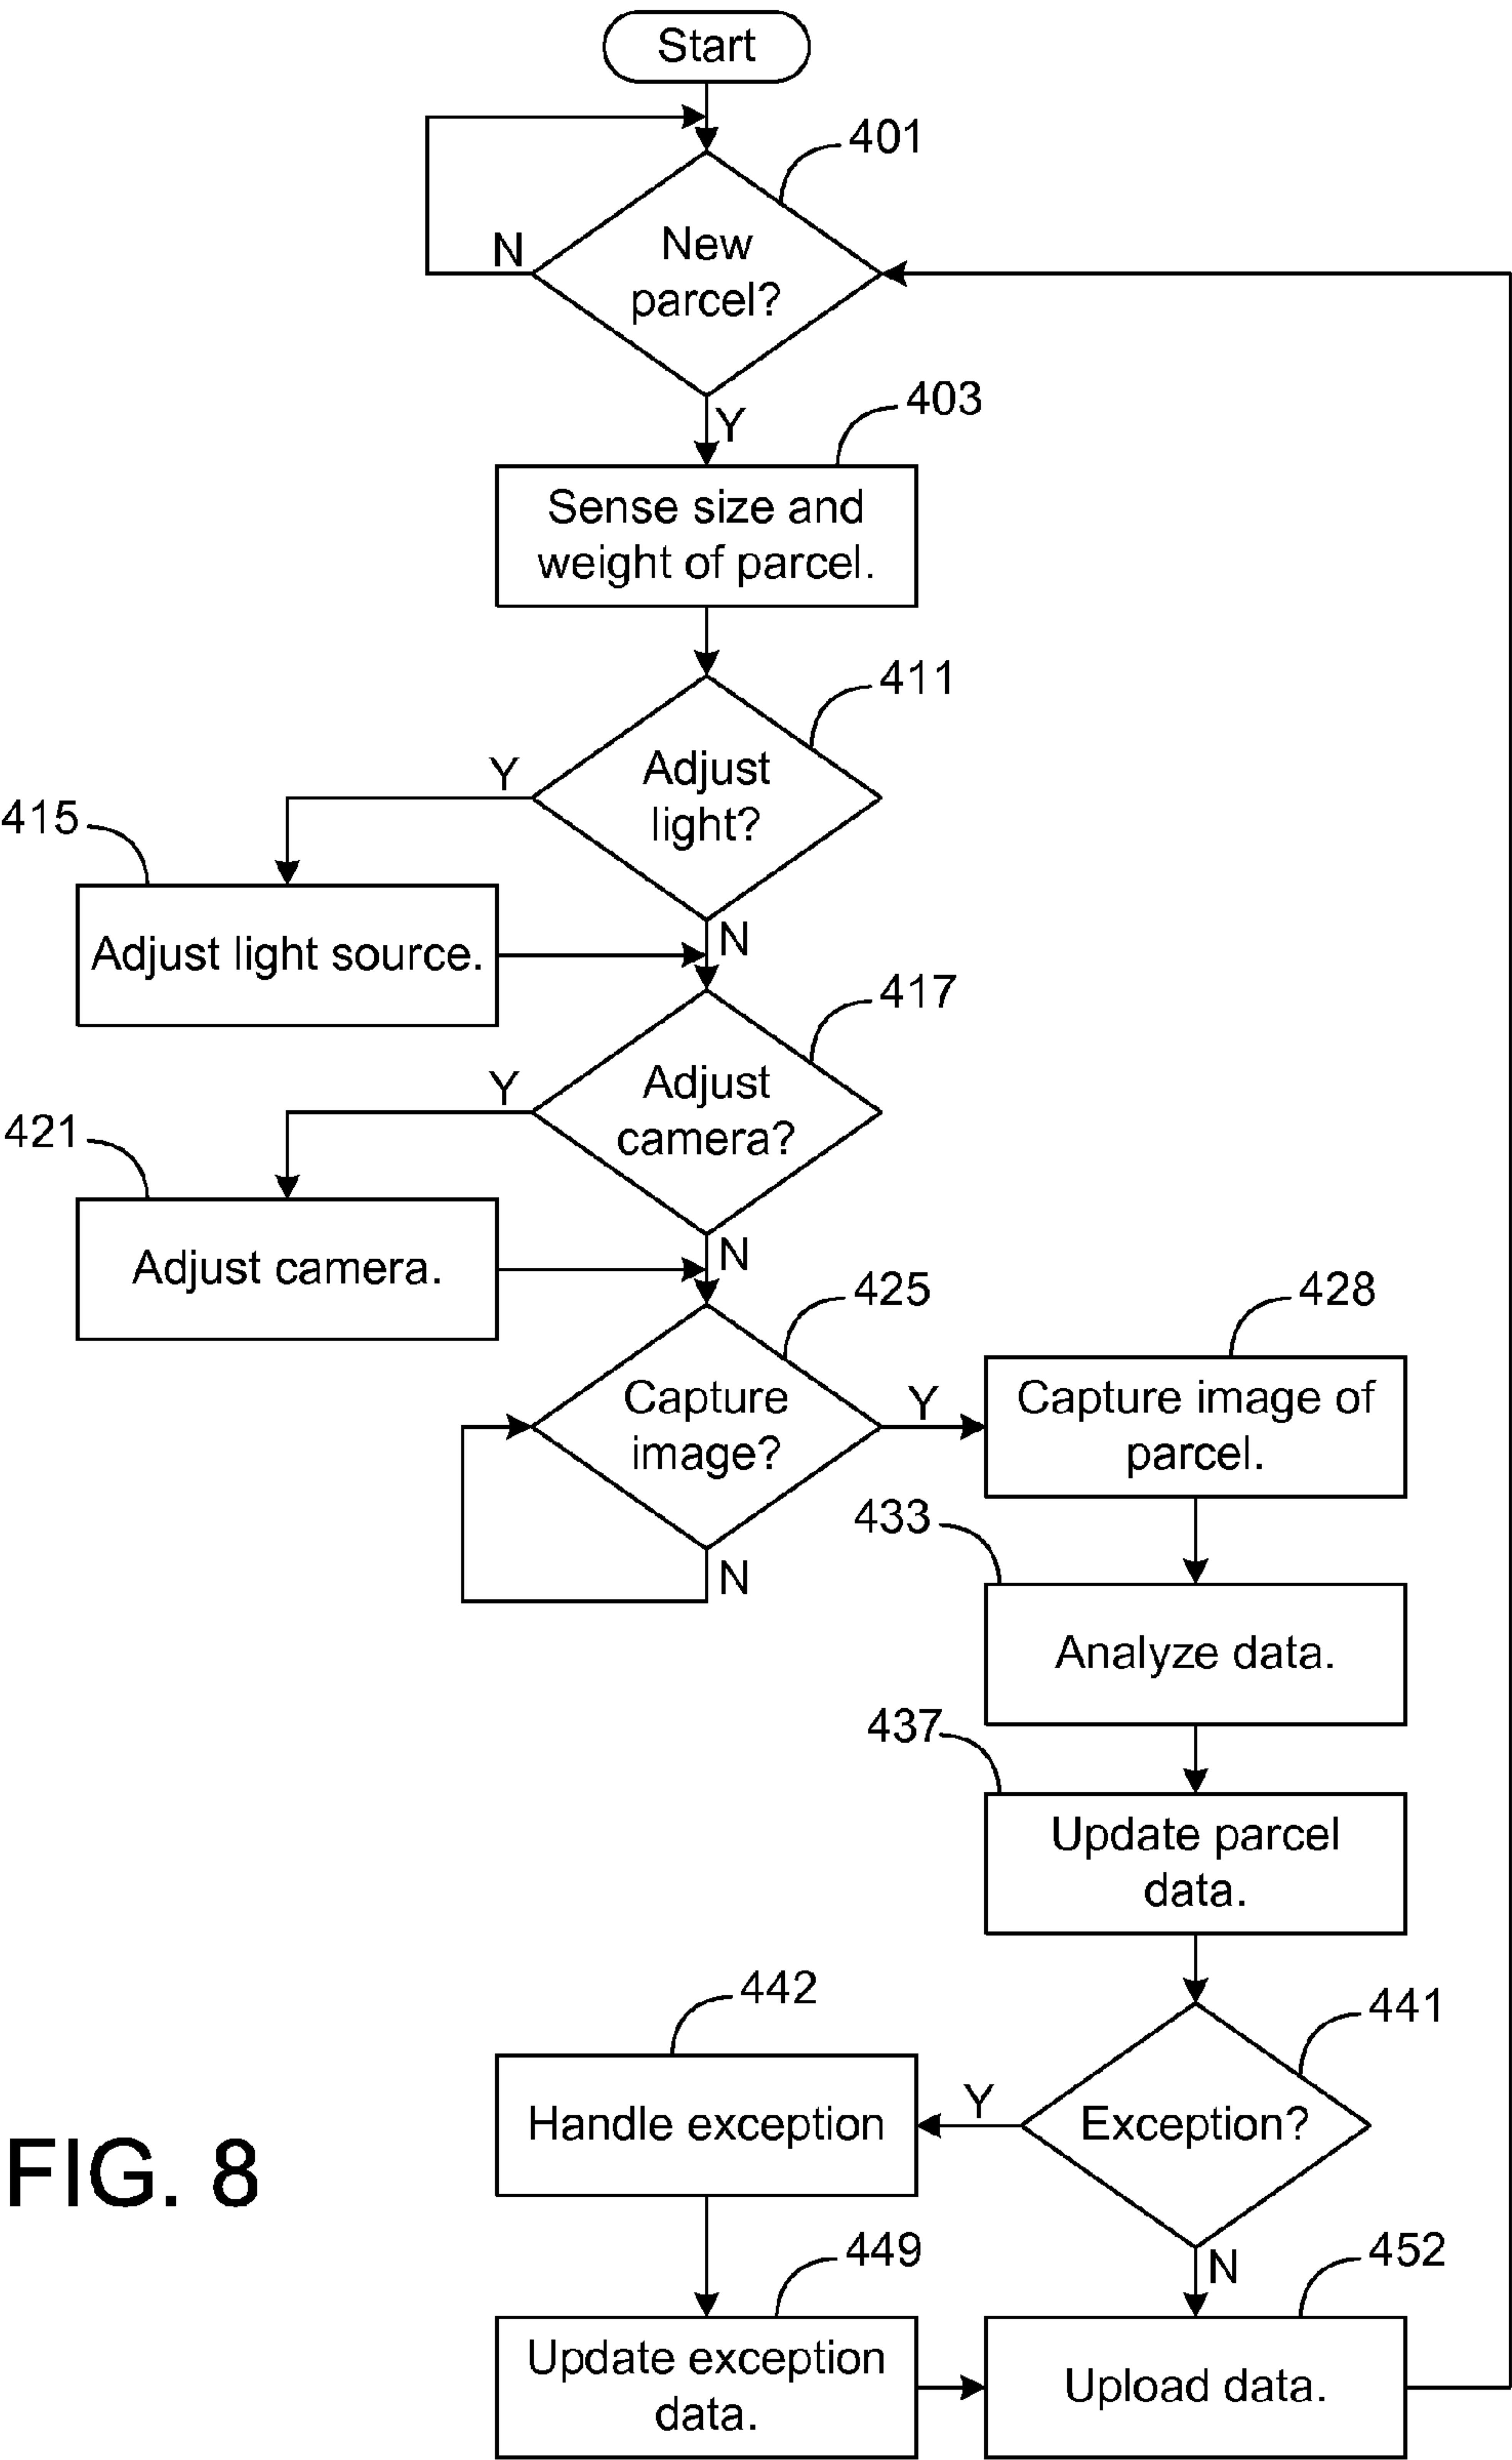 Start
401
New
parcel?
N
Y
403
Sense size and
weight of parcel.
411
Adjust
light?
Y
415
N
Adjust light source.
417
Adjust
camera?
Y
421
N
Adjust camera.
425
428
Capture
image?
Y
Capture image of
parcel.
433
N
Analyze data.
437
Update parcel
data.
442
441
Handle exception
Y
Exception?
FIG. 8
449
N
452
Update exception
data.
Upload data.